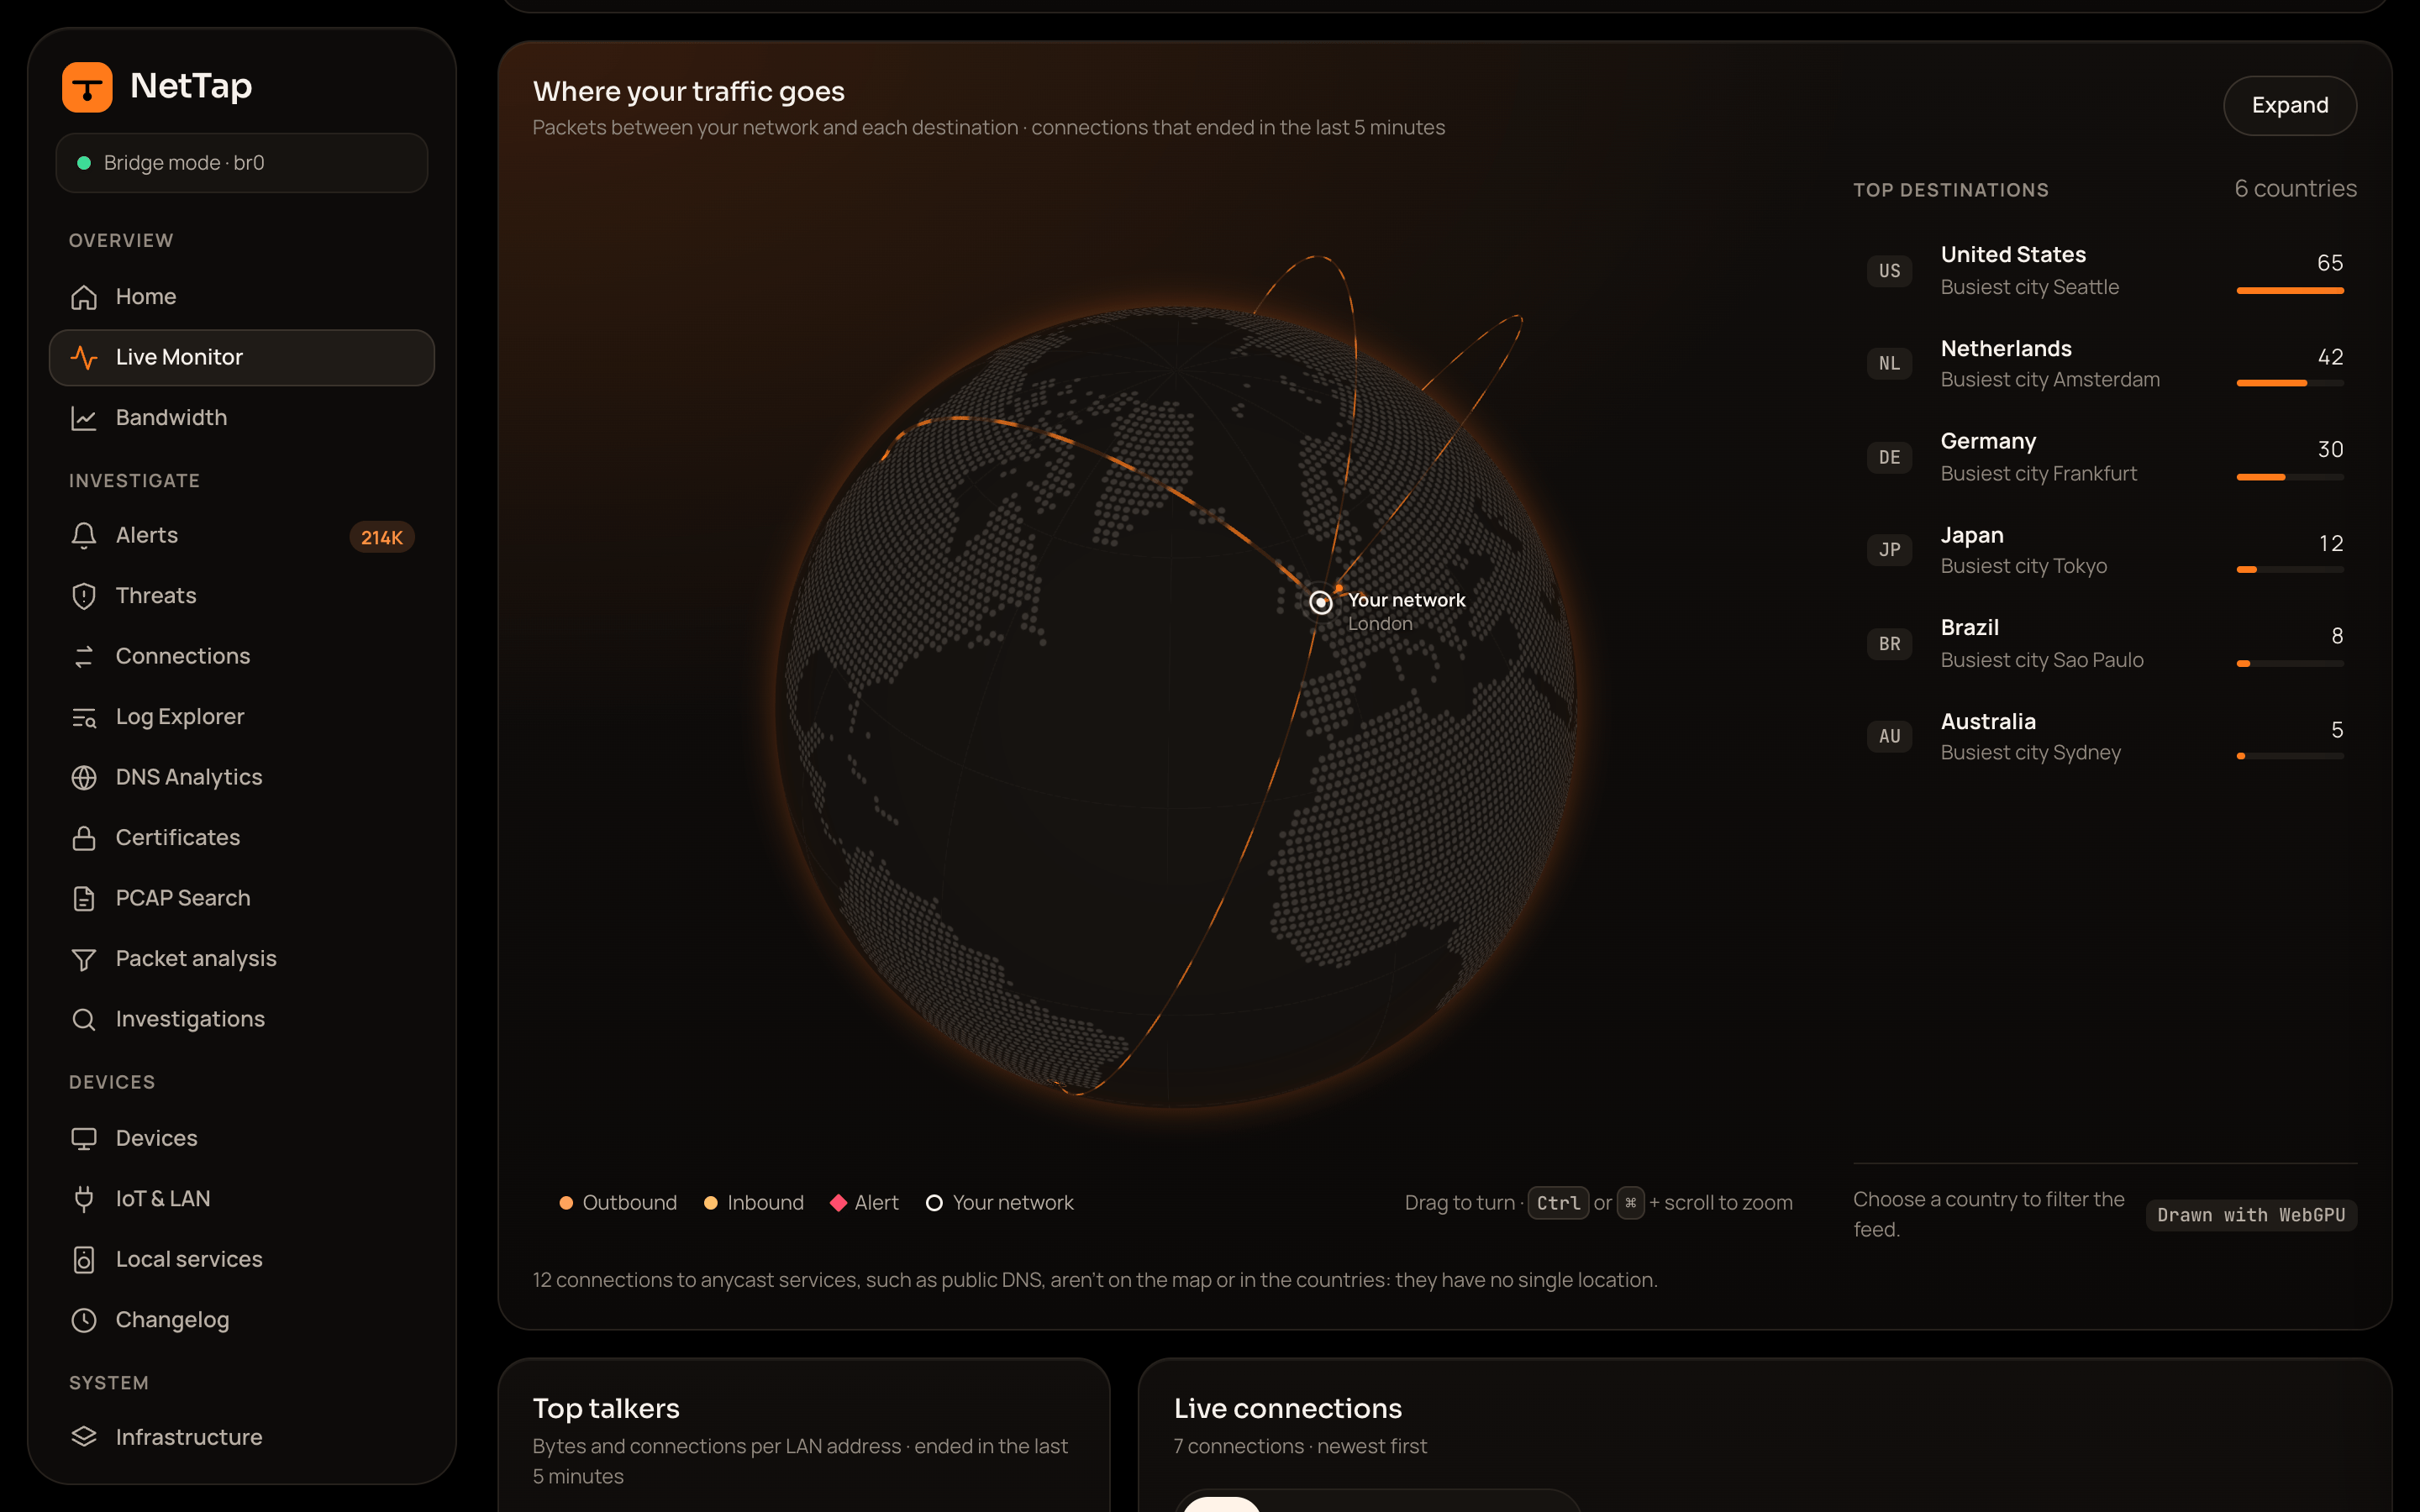 NetTap
Bridge mode · br0
OVERVIEW
Home
Live Monitor
Bandwidth
INVESTIGATE
Alerts
214K
Threats
Connections
Log Explorer
DNS Analytics
Certificates
PCAP Search
Packet analysis
Investigations
DEVICES
Devices
IoT & LAN
Local services
Changelog
SYSTEM
Infrastructure
Where your traffic goes
Packets between your network and each destination · connections that ended in the last 5 minutes
Expand
Your network
London
TOP DESTINATIONS
6 countries
US
United States
Busiest city Seattle
65
NL
Netherlands
Busiest city Amsterdam
42
DE
Germany
Busiest city Frankfurt
30
JP
Japan
Busiest city Tokyo
12
BR
Brazil
Busiest city Sao Paulo
8
AU
Australia
Busiest city Sydney
5
Outbound
Inbound
Alert
Your network
Drag to turn · Ctrl or ⌘ + scroll to zoom
Choose a country to filter the
feed.
Drawn with WebGPU
12 connections to anycast services, such as public DNS, aren't on the map or in the countries: they have no single location.
Top talkers
Bytes and connections per LAN address · ended in the last
5 minutes
Live connections
7 connections · newest first